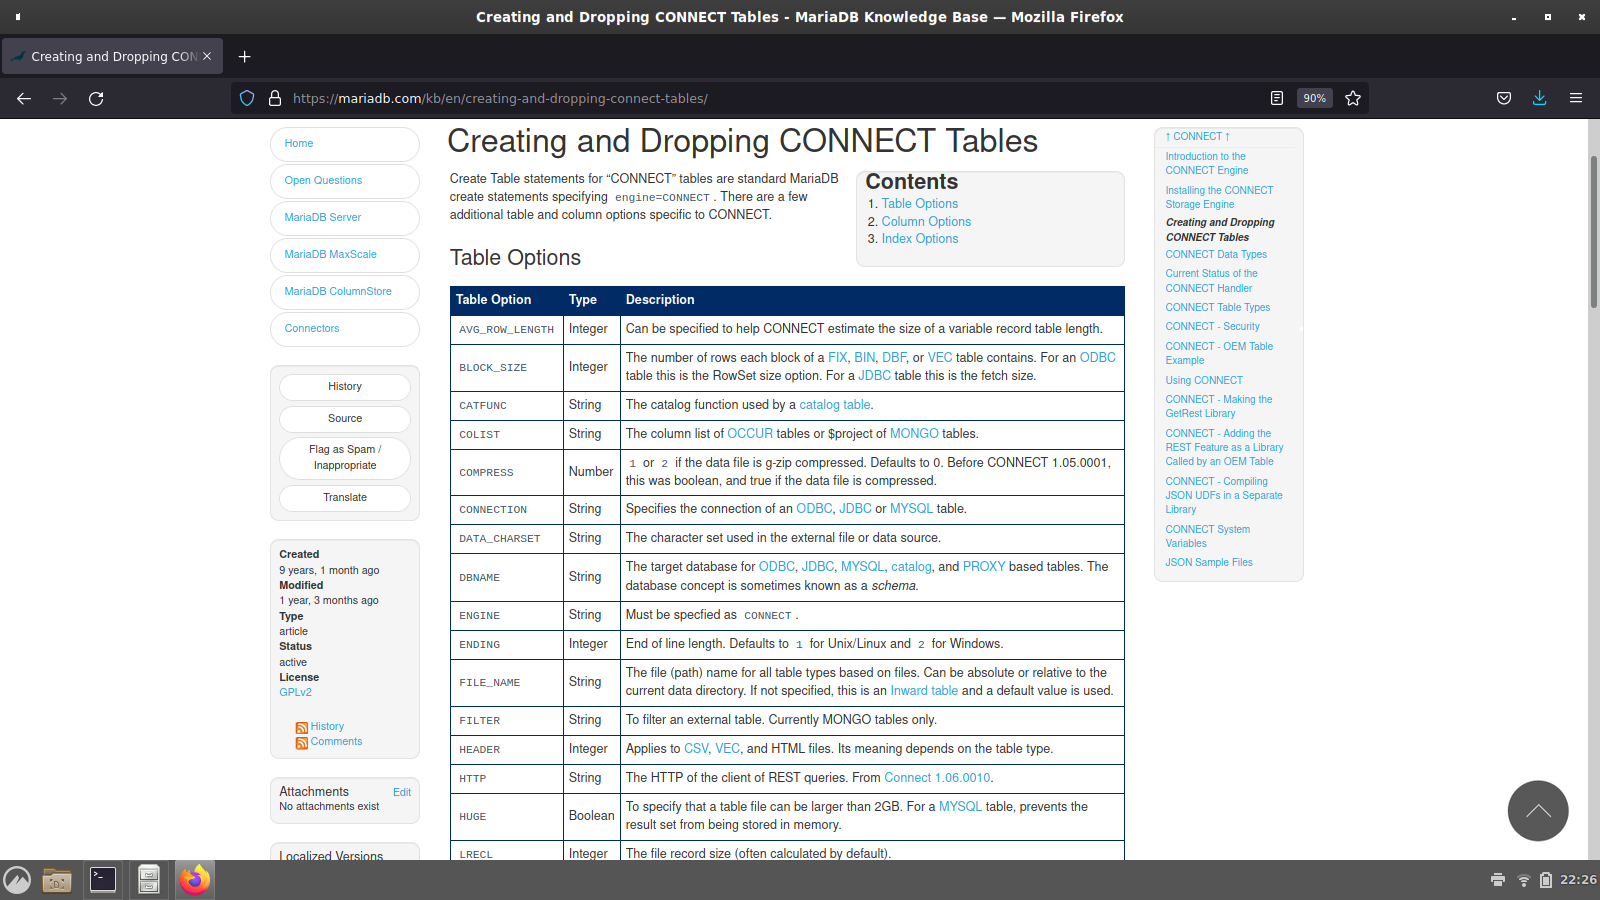 Creating and Dropping CONNECT Tables - MariaDB Knowledge Base — Mozilla Firefox
Creating and Dropping CON
https://mariadb.com/kb/en/creating-and-dropping-connect-tables/
90%
Home
Open Questions
MariaDB Server
MariaDB MaxScale
MariaDB ColumnStore
Connectors
History
Source
Flag as Spam /
Inappropriate
Translate
Created
9 years, 1 month ago
Modified
1 year, 3 months ago
Type
article
Status
active
License
GPLv2
History
Comments
Attachments Edit
No attachments exist
Localized Versions
Creating and Dropping CONNECT Tables
Create Table statements for “CONNECT” tables are standard MariaDB
create statements specifying engine=CONNECT. There are a few
additional table and column options specific to CONNECT.
Contents
1. Table Options
2. Column Options
3. Index Options
Table Options
Table Option Type Description
AVG_ROW_LENGTH Integer Can be specified to help CONNECT estimate the size of a variable record table length.
BLOCK_SIZE Integer The number of rows each block of a FIX, BIN, DBF, or VEC table contains. For an ODBC
table this is the RowSet size option. For a JDBC table this is the fetch size.
CATFUNC String The catalog function used by a catalog table.
COLIST String The column list of OCCUR tables or $project of MONGO tables.
COMPRESS Number 1 or 2 if the data file is g-zip compressed. Defaults to 0. Before CONNECT 1.05.0001,
this was boolean, and true if the data file is compressed.
CONNECTION String Specifies the connection of an ODBC, JDBC or MYSQL table.
DATA_CHARSET String The character set used in the external file or data source.
DBNAME String The target database for ODBC, JDBC, MYSQL, catalog, and PROXY based tables. The
database concept is sometimes known as a schema.
ENGINE String Must be specfied as CONNECT.
ENDING Integer End of line length. Defaults to 1 for Unix/Linux and 2 for Windows.
FILE_NAME String The file (path) name for all table types based on files. Can be absolute or relative to the
current data directory. If not specified, this is an Inward table and a default value is used.
FILTER String To filter an external table. Currently MONGO tables only.
HEADER Integer Applies to CSV, VEC, and HTML files. Its meaning depends on the table type.
HTTP String The HTTP of the client of REST queries. From Connect 1.06.0010.
HUGE Boolean To specify that a table file can be larger than 2GB. For a MYSQL table, prevents the
result set from being stored in memory.
LRECL Integer The file record size (often calculated by default).
↑ CONNECT ↑
Introduction to the
CONNECT Engine
Installing the CONNECT
Storage Engine
Creating and Dropping
CONNECT Tables
CONNECT Data Types
Current Status of the
CONNECT Handler
CONNECT Table Types
CONNECT - Security
CONNECT - OEM Table
Example
Using CONNECT
CONNECT - Making the
GetRest Library
CONNECT - Adding the
REST Feature as a Library
Called by an OEM Table
CONNECT - Compiling
JSON UDFs in a Separate
Library
CONNECT System
Variables
JSON Sample Files
22:26